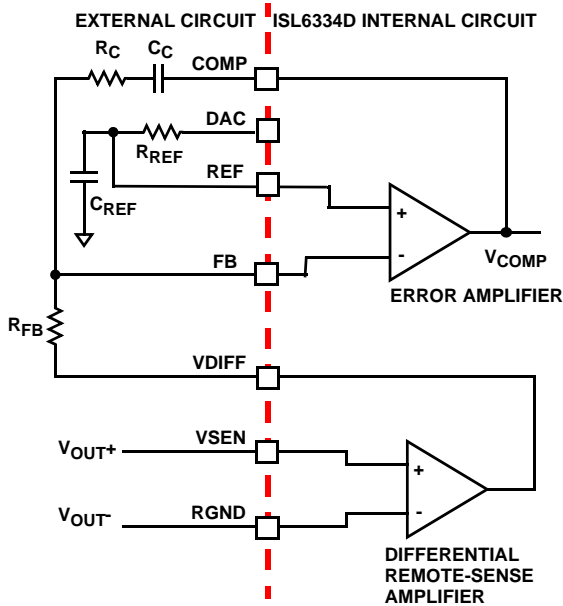 EXTERNAL CIRCUIT ISL6334D INTERNAL CIRCUIT
RC CC COMP
DAC
RREF
REF
CREF
+
-
VCOMP
FB
ERROR AMPLIFIER
RFB
VDIFF
VOUT+ VSEN
+
VOUT- RGND
-
DIFFERENTIAL
REMOTE-SENSE
AMPLIFIER